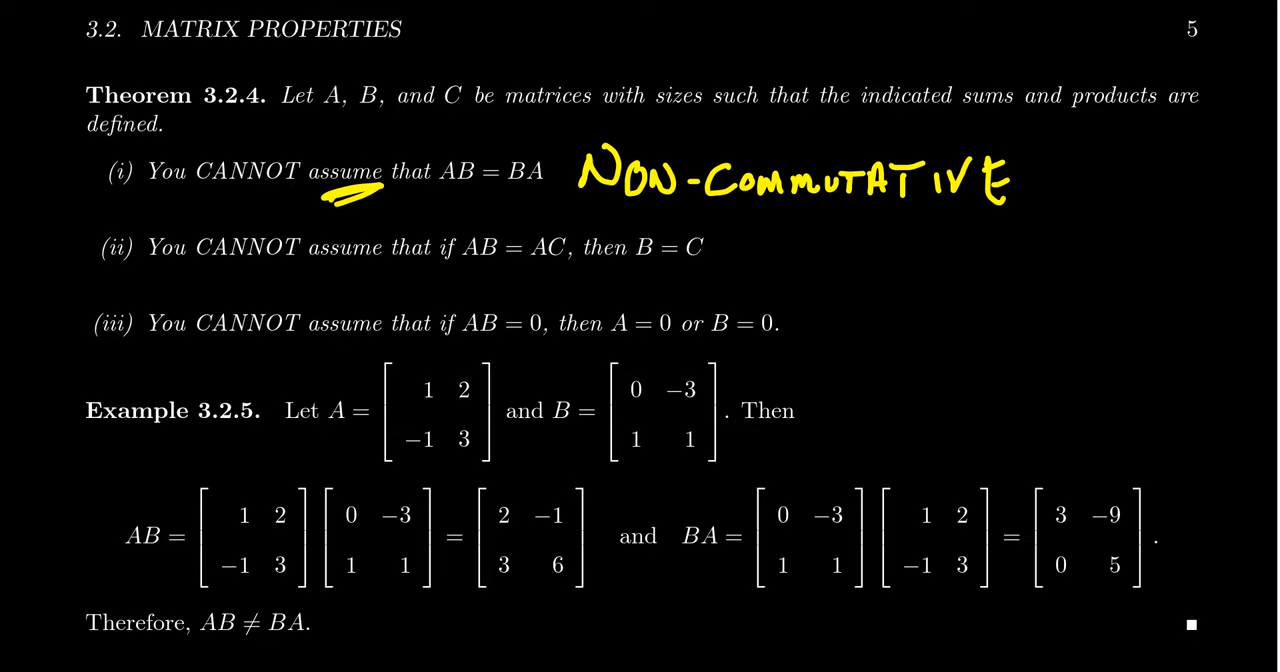 3.2. MATRIX PROPERTIES 5
Theorem 3.2.4. Let A, B, and C be matrices with sizes such that the indicated sums and products are
defined.
(i) You CANNOT assume that AB = BA NON-COMMUTATIVE
(ii) You CANNOT assume that if AB = AC, then B = C
(iii) You CANNOT assume that if AB = 0, then A = 0 or B = 0.
1 2 0 −3
Example 3.2.5. Let A = and B = . Then
−1 3 1 1
1 2 0 −3 2 −1 0 −3 1 2 3 −9
AB = = and BA = = .
−1 3 1 1 3 6 1 1 −1 3 0 5
Therefore, AB ≠ BA. ■